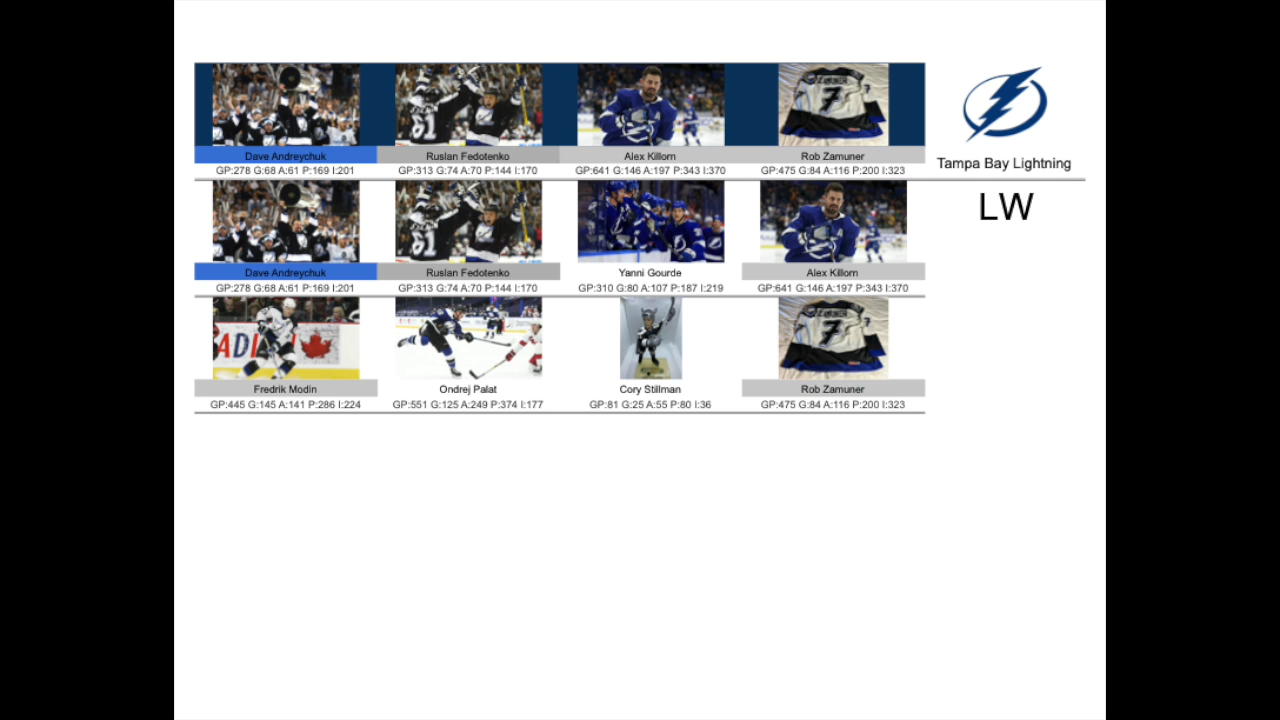 Dave Andreychuk Ruslan Fedotenko Alex Killorn Rob Zamuner
GP:278 G:68 A:61 P:169 I:201 GP:313 G:74 A:70 P:144 I:170 GP:641 G:146 A:197 P:343 I:370 GP:475 G:84 A:116 P:200 I:323
Tampa Bay Lightning
LW
Dave Andreychuk Ruslan Fedotenko Yanni Gourde Alex Killorn
GP:278 G:68 A:61 P:169 I:201 GP:313 G:74 A:70 P:144 I:170 GP:310 G:80 A:107 P:187 I:219 GP:641 G:146 A:197 P:343 I:370
Fredrik Modin Ondrej Palat Cory Stillman Rob Zamuner
GP:445 G:145 A:141 P:286 I:224 GP:551 G:125 A:249 P:374 I:177 GP:81 G:25 A:55 P:80 I:36 GP:475 G:84 A:116 P:200 I:323